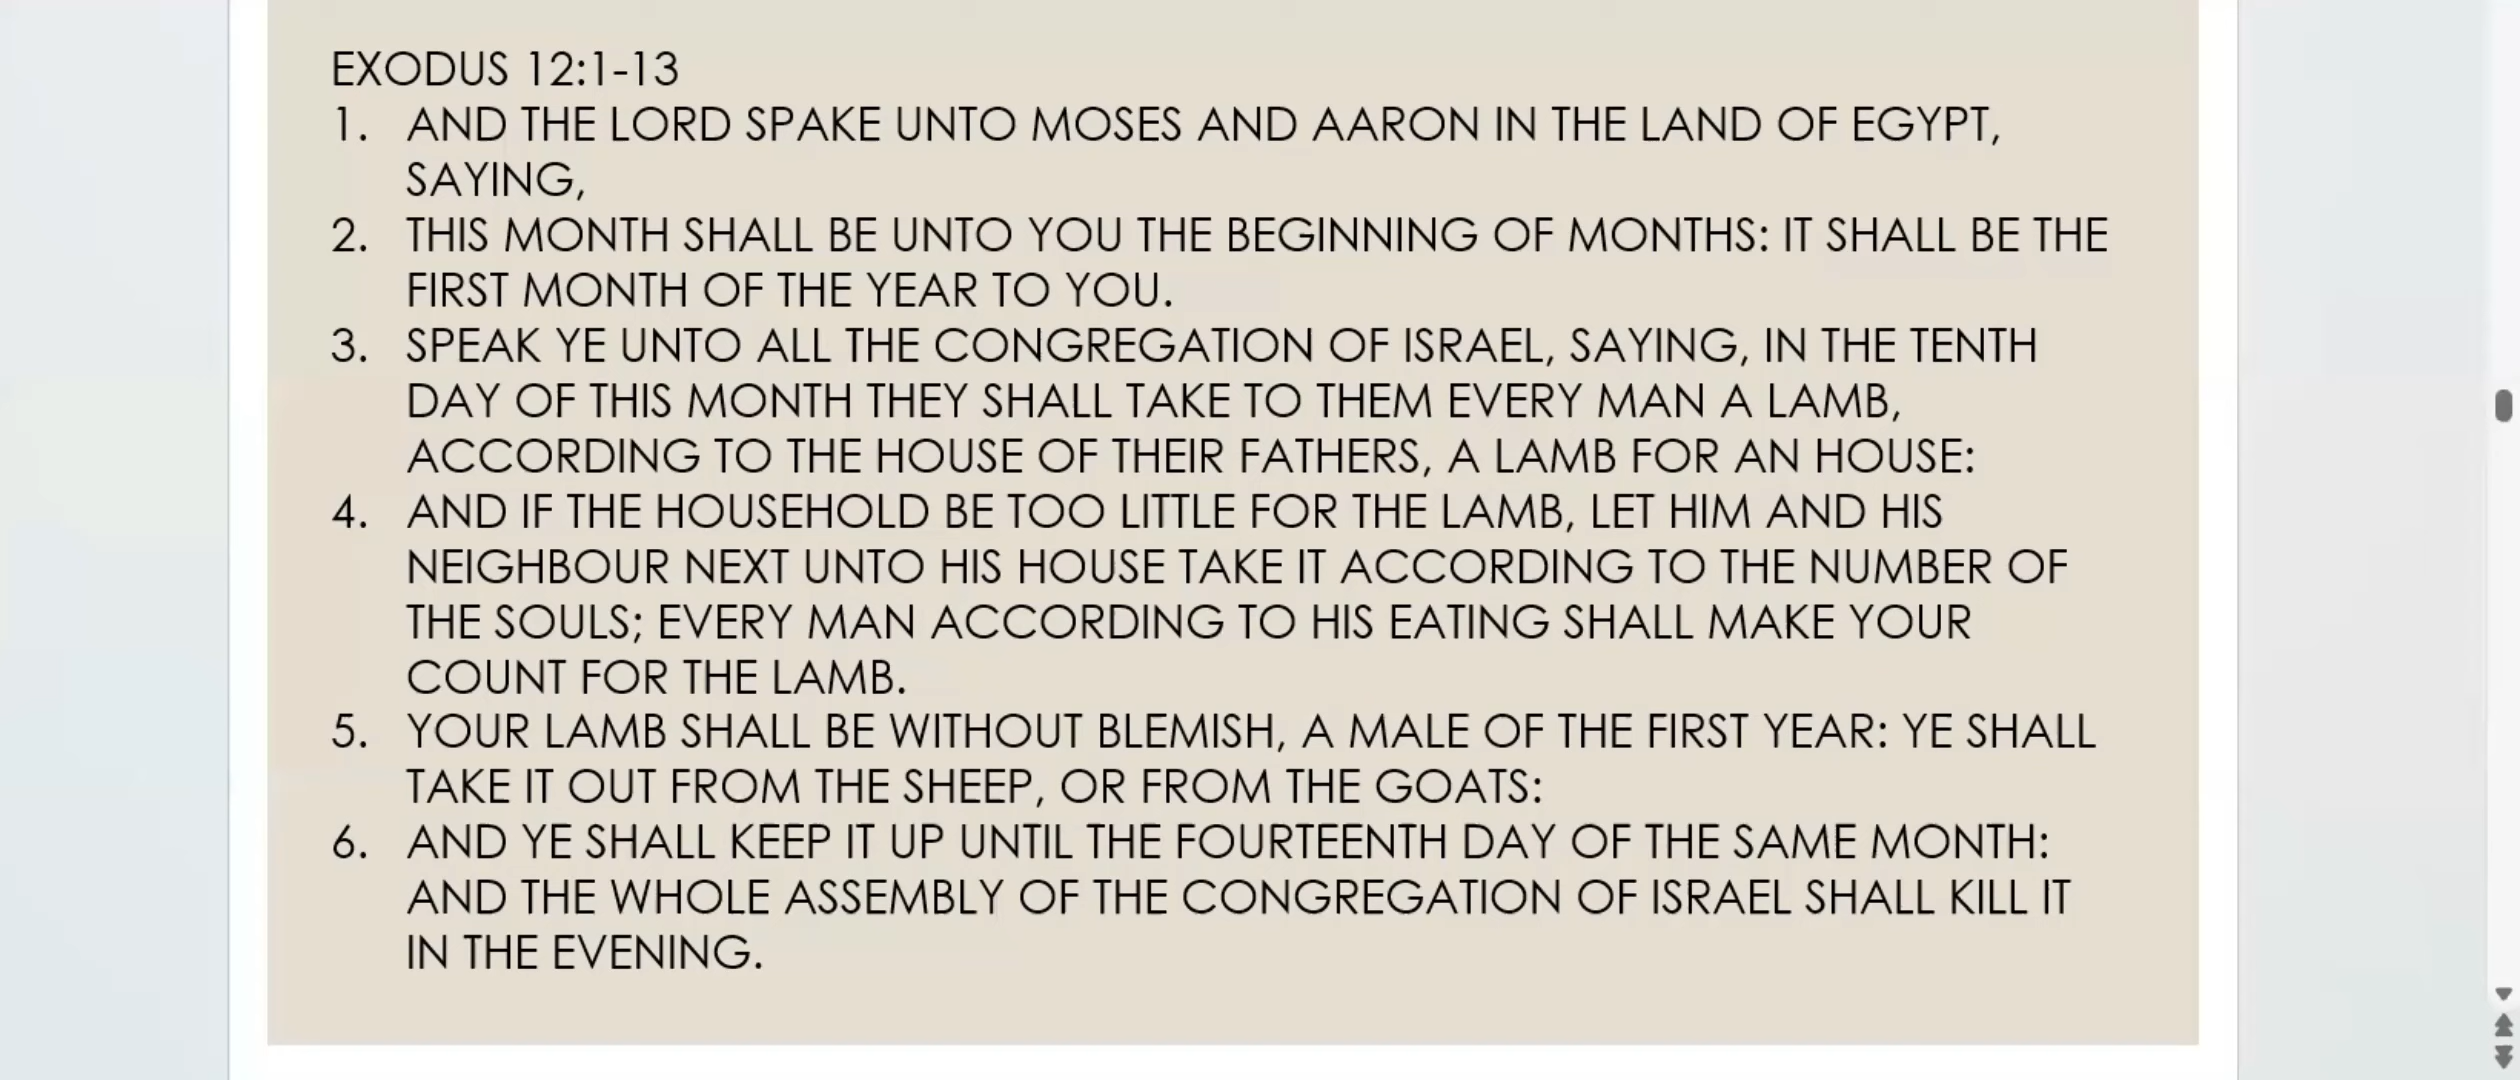 EXODUS 12:1-13
1. AND THE LORD SPAKE UNTO MOSES AND AARON IN THE LAND OF EGYPT,
SAYING,
2. THIS MONTH SHALL BE UNTO YOU THE BEGINNING OF MONTHS: IT SHALL BE THE
FIRST MONTH OF THE YEAR TO YOU.
3. SPEAK YE UNTO ALL THE CONGREGATION OF ISRAEL, SAYING, IN THE TENTH
DAY OF THIS MONTH THEY SHALL TAKE TO THEM EVERY MAN A LAMB,
ACCORDING TO THE HOUSE OF THEIR FATHERS, A LAMB FOR AN HOUSE:
4. AND IF THE HOUSEHOLD BE TOO LITTLE FOR THE LAMB, LET HIM AND HIS
NEIGHBOUR NEXT UNTO HIS HOUSE TAKE IT ACCORDING TO THE NUMBER OF
THE SOULS; EVERY MAN ACCORDING TO HIS EATING SHALL MAKE YOUR
COUNT FOR THE LAMB.
5. YOUR LAMB SHALL BE WITHOUT BLEMISH, A MALE OF THE FIRST YEAR: YE SHALL
TAKE IT OUT FROM THE SHEEP, OR FROM THE GOATS:
6. AND YE SHALL KEEP IT UP UNTIL THE FOURTEENTH DAY OF THE SAME MONTH:
AND THE WHOLE ASSEMBLY OF THE CONGREGATION OF ISRAEL SHALL KILL IT
IN THE EVENING.